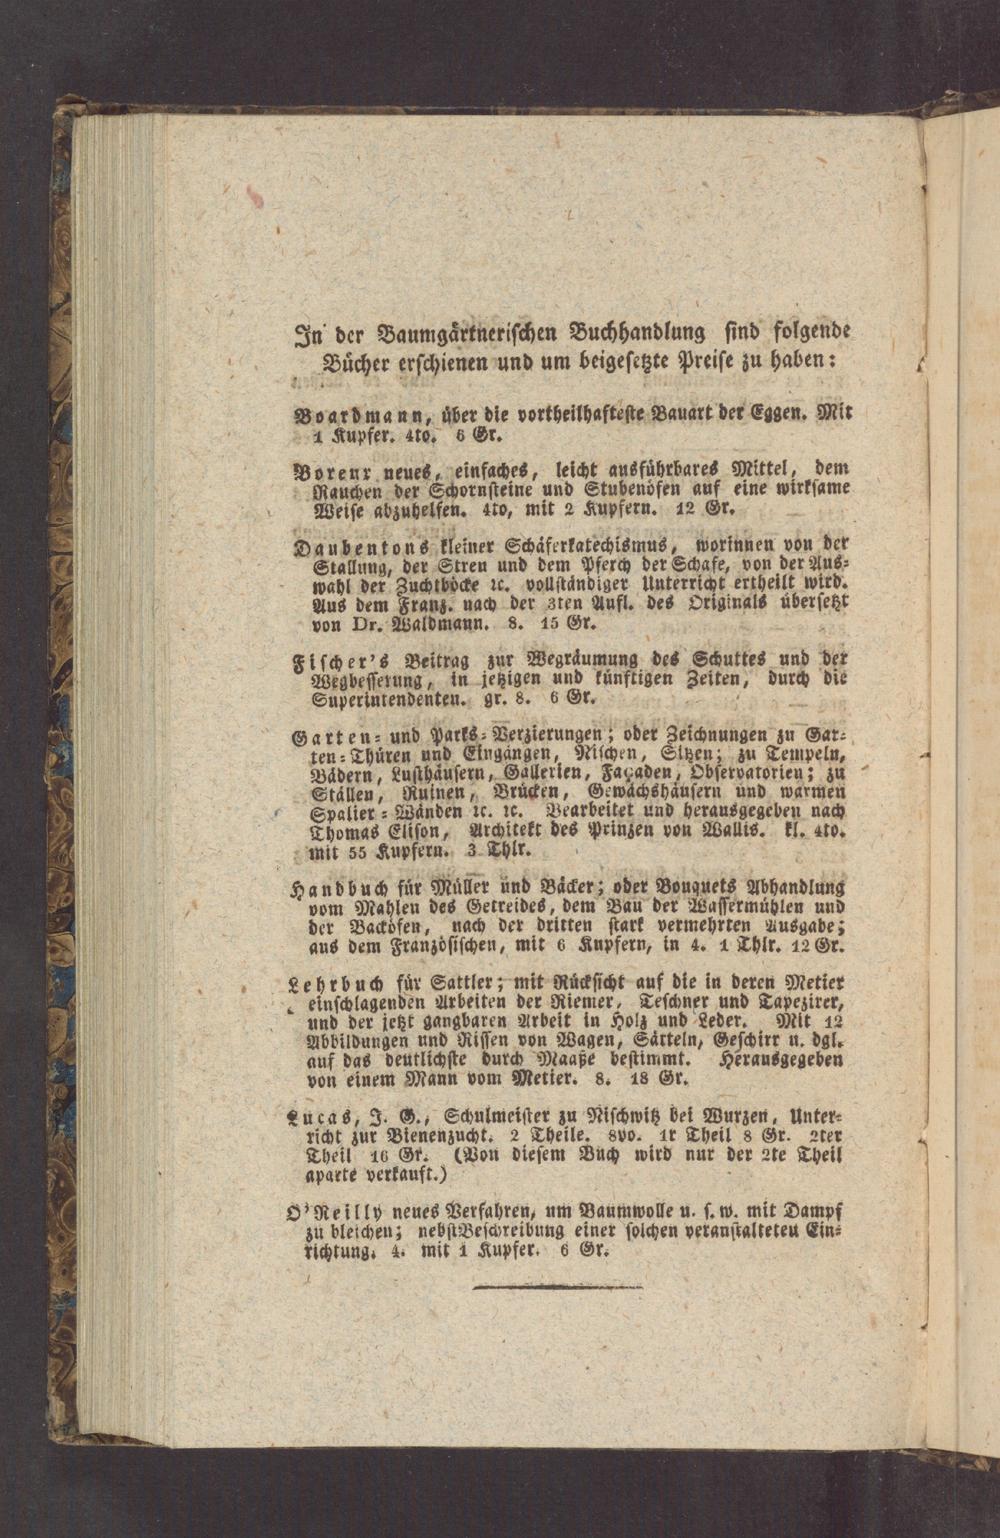 In der Baumgärtnerischen Buchhandlung sind folgende
Bücher erschienen und um beigesetzte Preise zu haben:
Boardmann, über die vortheilhafteste Bauart der Eggen. Mit
1 Kupfer. 4to. 6 Gr.
Boreux neues, einfaches, leicht ausführbares Mittel, dem
Rauchen der Schornsteine und Stubenöfen auf eine wirksame
Weise abzuhelfen. 4to, mit 2 Kupfern. 12 Gr.
Daubentons kleiner Schäferkatechismus, worinnen von der
Stallung, der Streu und dem Pferch der Schafe, von der Aus-
wahl der Zuchtböcke ꝛc. vollständiger Unterricht ertheilt wird.
Aus dem Franz. nach der 3ten Aufl. des Originals übersetzt
von Dr. Waldmann. 8. 15 Gr.
Fischer's Beitrag zur Wegräumung des Schuttes und der
Wegbesserung, in jetzigen und künftigen Zeiten, durch die
Superintendenten. gr. 8. 6 Gr.
Garten- und Parks-Verzierungen; oder Zeichnungen zu Gar-
ten-Thüren und Eingängen, Nischen, Sitzen; zu Tempeln,
Bädern, Lusthäusern, Gallerien, Façaden, Observatorien; zu
Ställen, Ruinen, Brücken, Gewächshäusern und warmen
Spalier-Wänden ꝛc. ꝛc. Bearbeitet und herausgegeben nach
Thomas Elison, Architekt des Prinzen von Wallis. kl. 4to.
mit 55 Kupfern. 3 Thlr.
Handbuch für Müller und Bäcker; oder Bouquets Abhandlung
vom Mahlen des Getreides, dem Bau der Wassermühlen und
der Backöfen, nach der dritten stark vermehrten Ausgabe;
aus dem Französischen, mit 6 Kupfern, in 4. 1 Thlr. 12 Gr.
Lehrbuch für Sattler; mit Rücksicht auf die in deren Metier
einschlagenden Arbeiten der Riemer, Teschner und Tapezirer,
und der jetzt gangbaren Arbeit in Holz und Leder. Mit 12
Abbildungen und Rissen von Wagen, Särteln, Geschirr u. dgl.
auf das deutlichste durch Maaße bestimmt. Herausgegeben
von einem Mann vom Metier. 8. 18 Gr.
Lucas, J. G., Schulmeister zu Nischwitz bei Wurzen, Unter-
richt zur Bienenzucht. 2 Theile. 8vo. 1r Theil 8 Gr. 2ter
Theil 16 Gr. (Von diesem Buch wird nur der 2te Theil
aparte verkauft.)
O'Reilly neues Verfahren, um Baumwolle u. s. w. mit Dampf
zu bleichen; nebst Beschreibung einer solchen veranstalteten Ein-
richtung. 4. mit 1 Kupfer. 6 Gr.